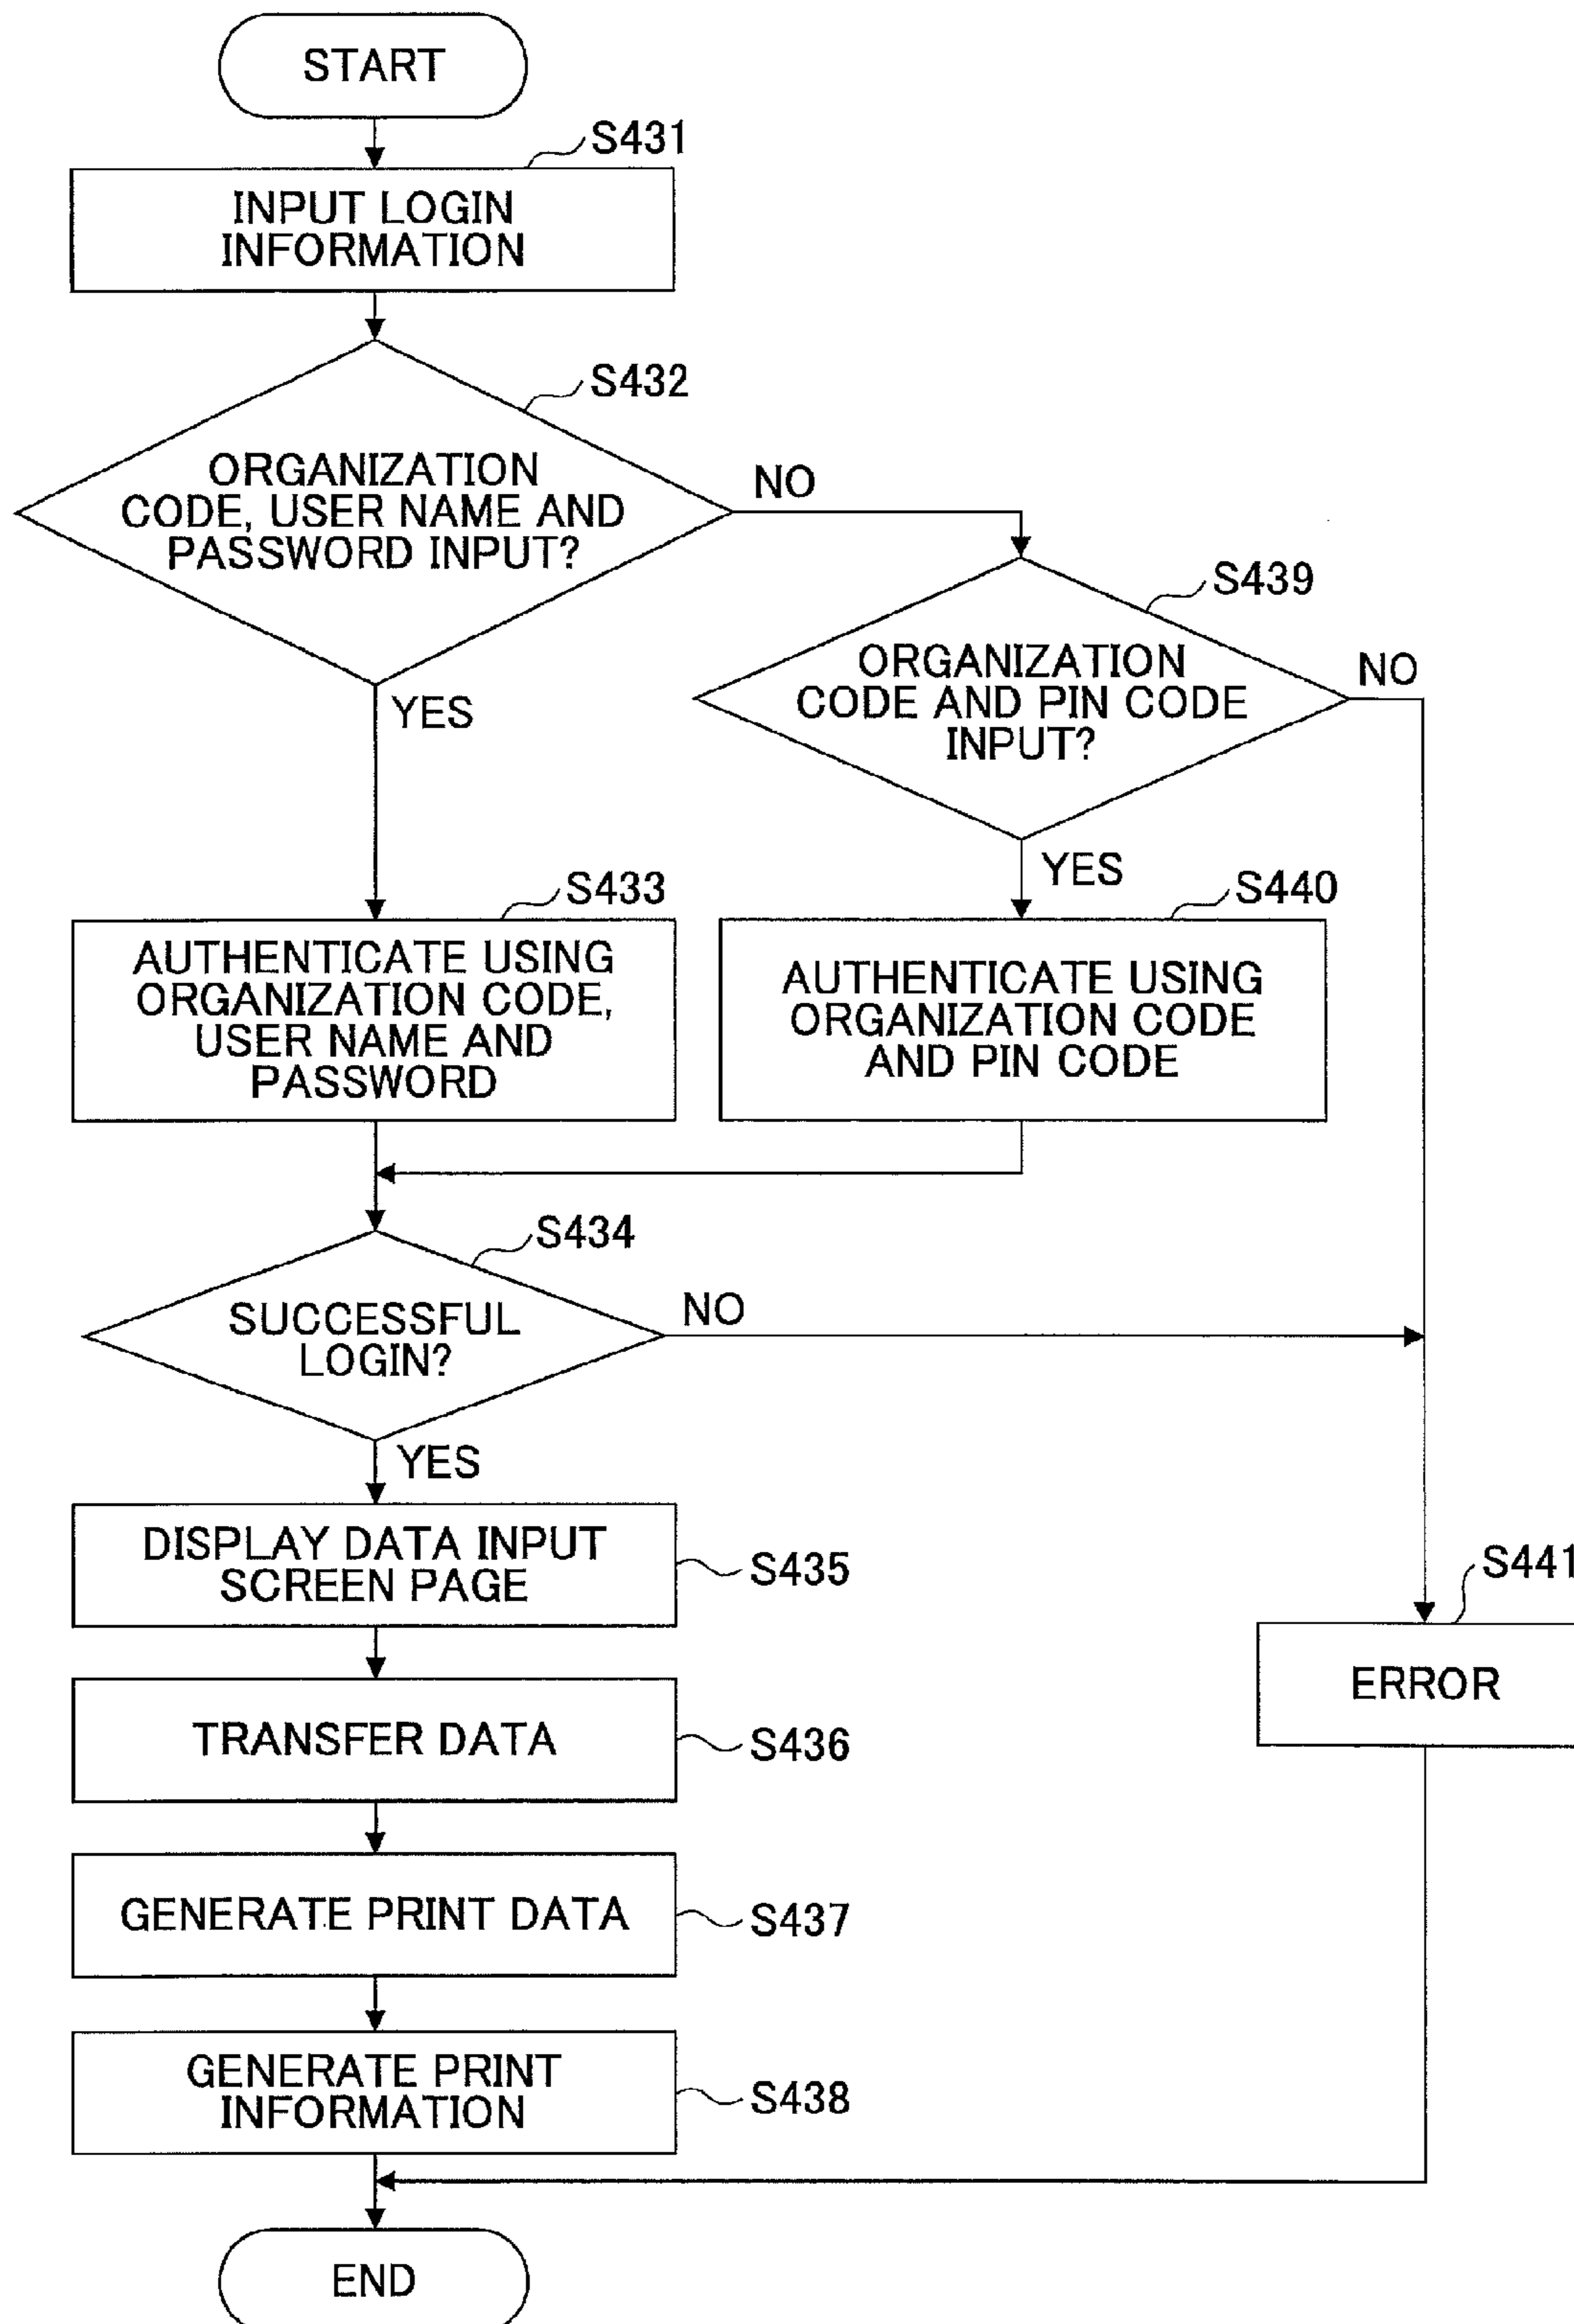 START
S431
INPUT LOGIN
INFORMATION
S432
ORGANIZATION
CODE, USER NAME AND
PASSWORD INPUT?
NO
YES
S439
ORGANIZATION
CODE AND PIN CODE
INPUT?
NO
YES
S433
AUTHENTICATE USING
ORGANIZATION CODE,
USER NAME AND
PASSWORD
S440
AUTHENTICATE USING
ORGANIZATION CODE
AND PIN CODE
S434
SUCCESSFUL
LOGIN?
NO
YES
DISPLAY DATA INPUT
SCREEN PAGE
S435
S441
ERROR
TRANSFER DATA
S436
GENERATE PRINT DATA
S437
GENERATE PRINT
INFORMATION
S438
END